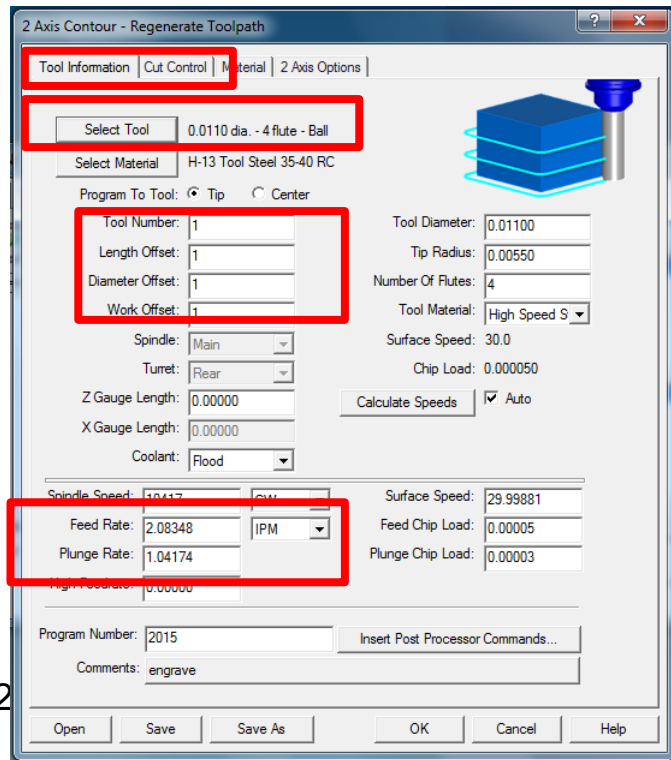 2 Axis Contour - Regenerate Toolpath ? X
Tool Information Cut Control Material 2 Axis Options
Select Tool 0.0110 dia. - 4 flute - Ball
Select Material H-13 Tool Steel 35-40 RC
Program To Tool: Tip Center
Tool Number: 1 Tool Diameter: 0.01100
Length Offset: 1 Tip Radius: 0.00550
Diameter Offset: 1 Number Of Flutes: 4
Work Offset: 1 Tool Material: High Speed S
Spindle: Main Surface Speed: 30.0
Turret: Rear Chip Load: 0.000050
Z Gauge Length: 0.00000 Calculate Speeds Auto
X Gauge Length: 0.00000
Coolant: Flood
Spindle Speed: 10417 CW Surface Speed: 29.99881
Feed Rate: 2.08348 IPM Feed Chip Load: 0.00005
Plunge Rate: 1.04174 Plunge Chip Load: 0.00003
High Feedrate: 0.00000
Program Number: 2015 Insert Post Processor Commands...
Comments: engrave
2
Open Save Save As OK Cancel Help